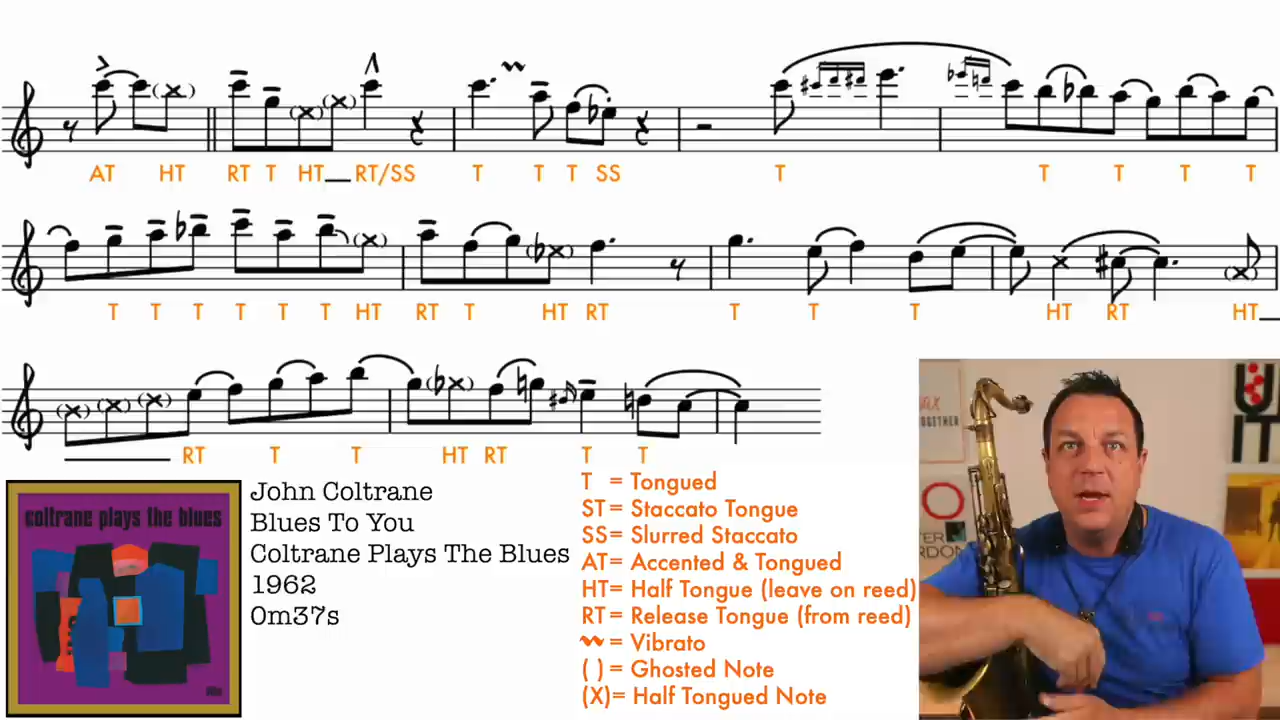 AT HT RT T HT RT/SS T T T SS T T T T T
T T T T T T HT RT T HT RT T T T HT RT HT
RT T T HT RT T T
coltrane plays the blues
John Coltrane
Blues To You
Coltrane Plays The Blues
1962
0m37s
T = Tongued
ST= Staccato Tongue
SS= Slurred Staccato
AT= Accented & Tongued
HT= Half Tongue (leave on reed)
RT= Release Tongue (from reed)
= Vibrato
( ) = Ghosted Note
(X)= Half Tongued Note